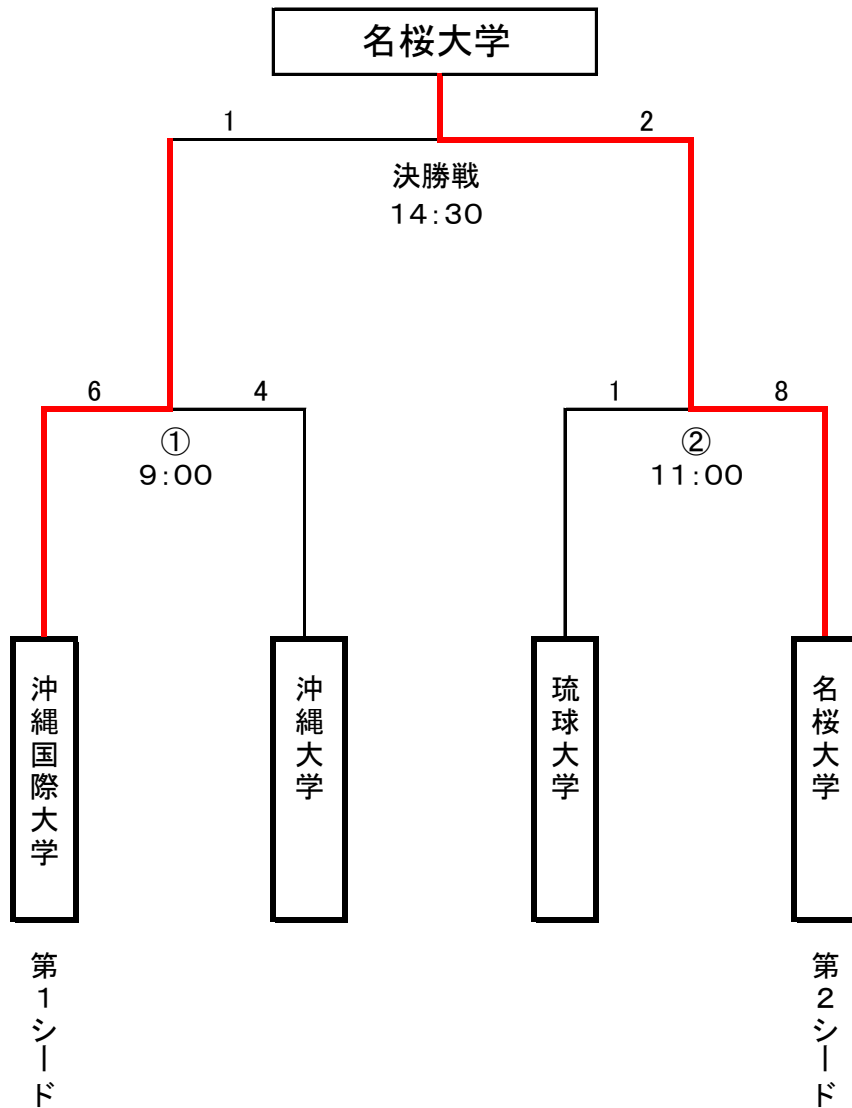 名桜大学
1
2
決勝戦
14:30
6
4
1
8
①
②
9:00
11:00
沖縄国際大学
沖縄大学
琉球大学
名桜大学
第1シード
第2シード